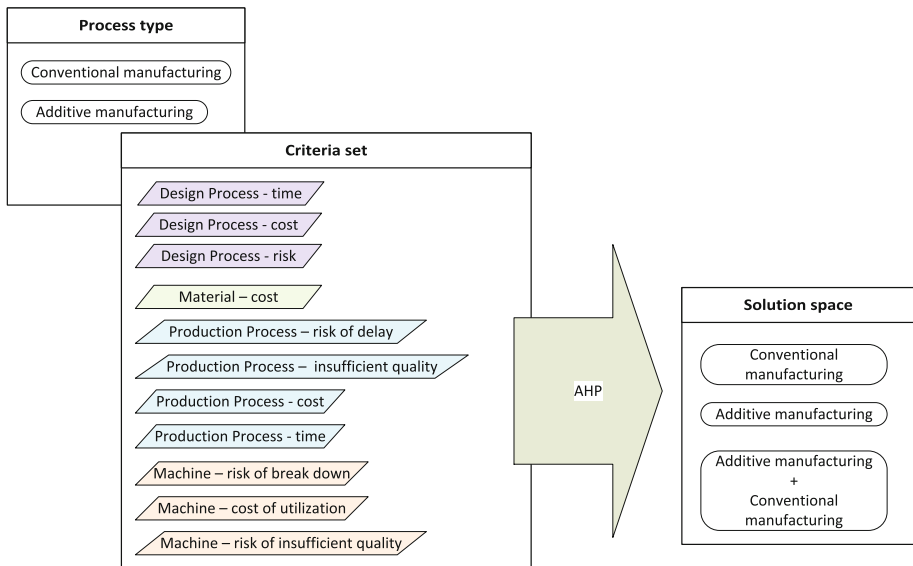 Process type
Conventional manufacturing
Additive manufacturing
Criteria set
Design Process - time
Design Process - cost
Design Process - risk
Material – cost
Production Process – risk of delay
Production Process –  insufficient quality
Production Process - cost
Production Process - time
Machine – risk of break down
Machine – cost of utilization
Machine – risk of insufficient quality
AHP
Solution space
Conventional
manufacturing
Additive manufacturing
Additive manufacturing
+
Conventional
manufacturing